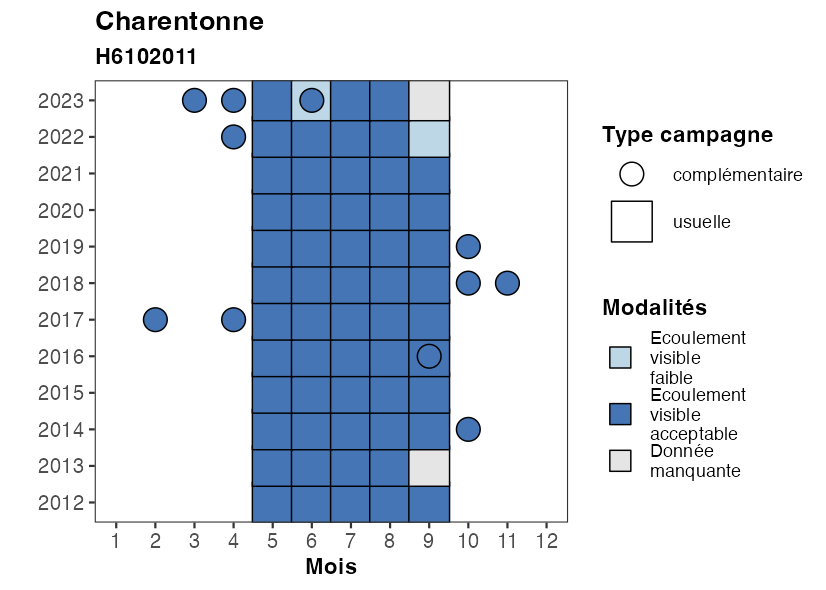 Charentonne
H6102011
2023
2022
2021
2020
2019
2018
2017
2016
2015
2014
2013
2012
1 2 3 4 5 6 7 8 9 10 11 12
Mois
Type campagne
complémentaire
usuelle
Modalités
Ecoulement
visible
faible
Ecoulement
visible
acceptable
Donnée
manquante